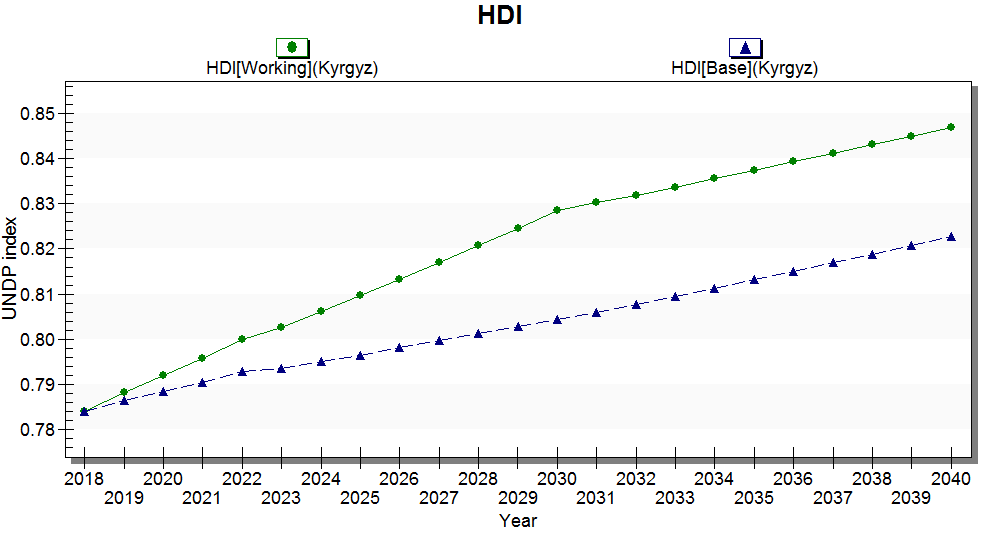 HDI
HDI[Working](Kyrgyz) HDI[Base](Kyrgyz)
UNDP index
0.85
0.84
0.83
0.82
0.81
0.80
0.79
0.78
2018 2020 2022 2024 2026 2028 2030 2032 2034 2036 2038 2040
2019 2021 2023 2025 2027 2029 2031 2033 2035 2037 2039
Year